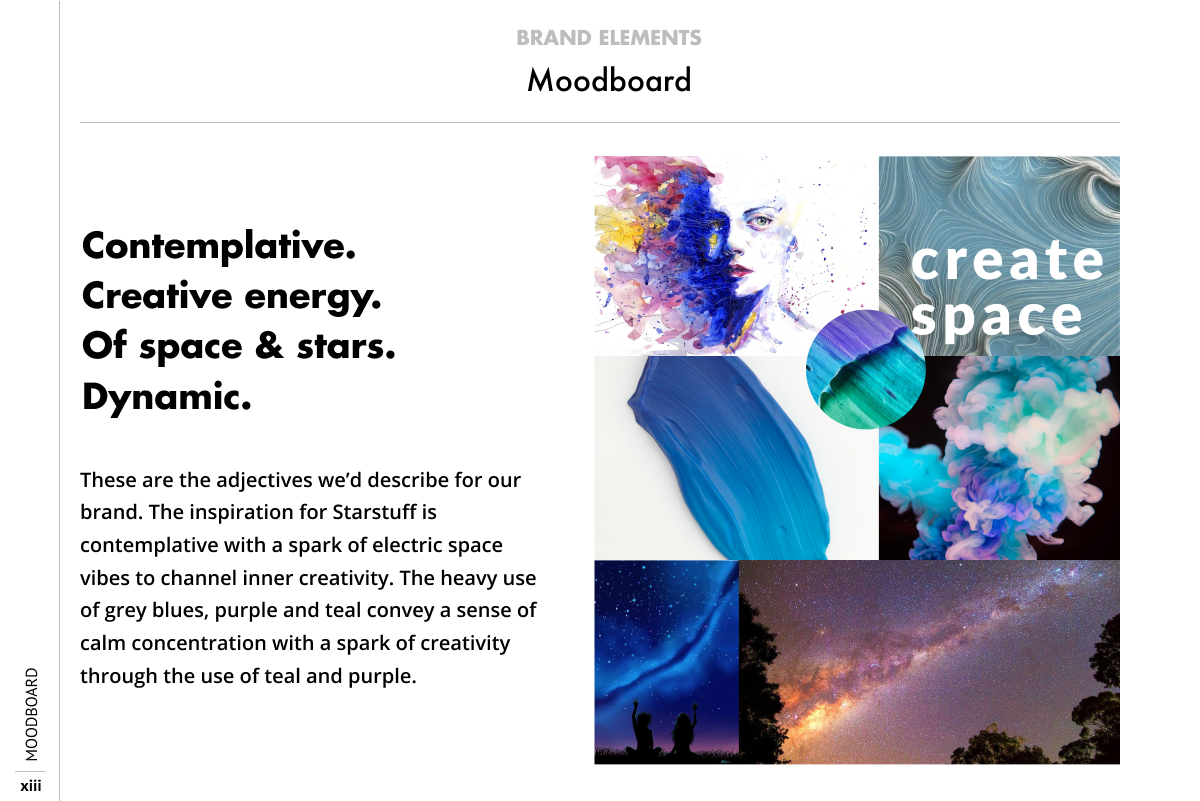 BRAND ELEMENTS
Moodboard
Contemplative.
Creative energy.
Of space & stars.
Dynamic.
These are the adjectives we’d describe for our
brand. The inspiration for Starstuff is
contemplative with a spark of electric space
vibes to channel inner creativity. The heavy use
of grey blues, purple and teal convey a sense of
calm concentration with a spark of creativity
through the use of teal and purple.
create
space
MOODBOARD
xiii